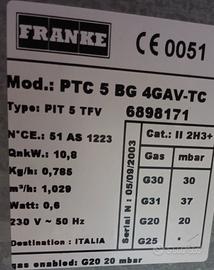 FRANKE
CE 0051
Mod.: PTC 5 BG 4GAV-TC
Type: PIT 5 TFV 6898171
N°CE.: 51 AS 1223
Cat.: II 2H3+
Qnkw.: 10,8
Gas mbar
Kg/h: 0,785
G30 30
m³/h: 1,029
G31 37
Watt: 0,6
G20 20
230 V ~ 50 Hz
G25 *
Destination : ITALIA
Serienr: 05/09/2003
gas enabled: G20 20 mbar